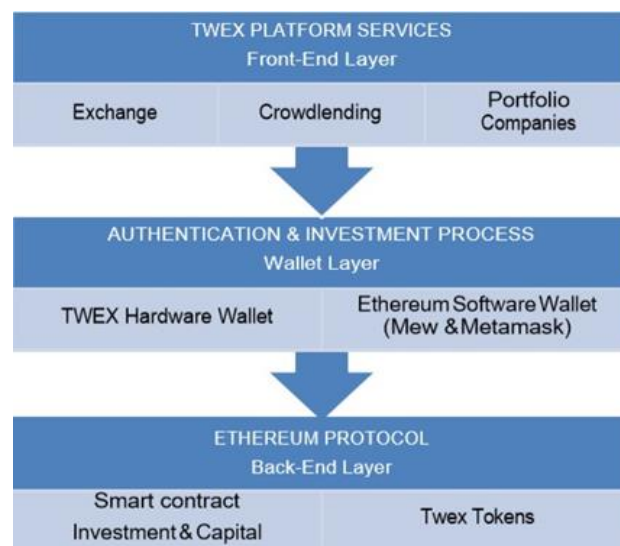 TWEX PLATFORM SERVICES
Front-End Layer
Exchange
Crowdlending
Portfolio
Companies
AUTHENTICATION & INVESTMENT PROCESS
Wallet Layer
TWEX Hardware Wallet
Ethereum Software Wallet
(Mew & Metamask)
ETHEREUM PROTOCOL
Back-End Layer
Smart contract
Investment & Capital
Twex Tokens